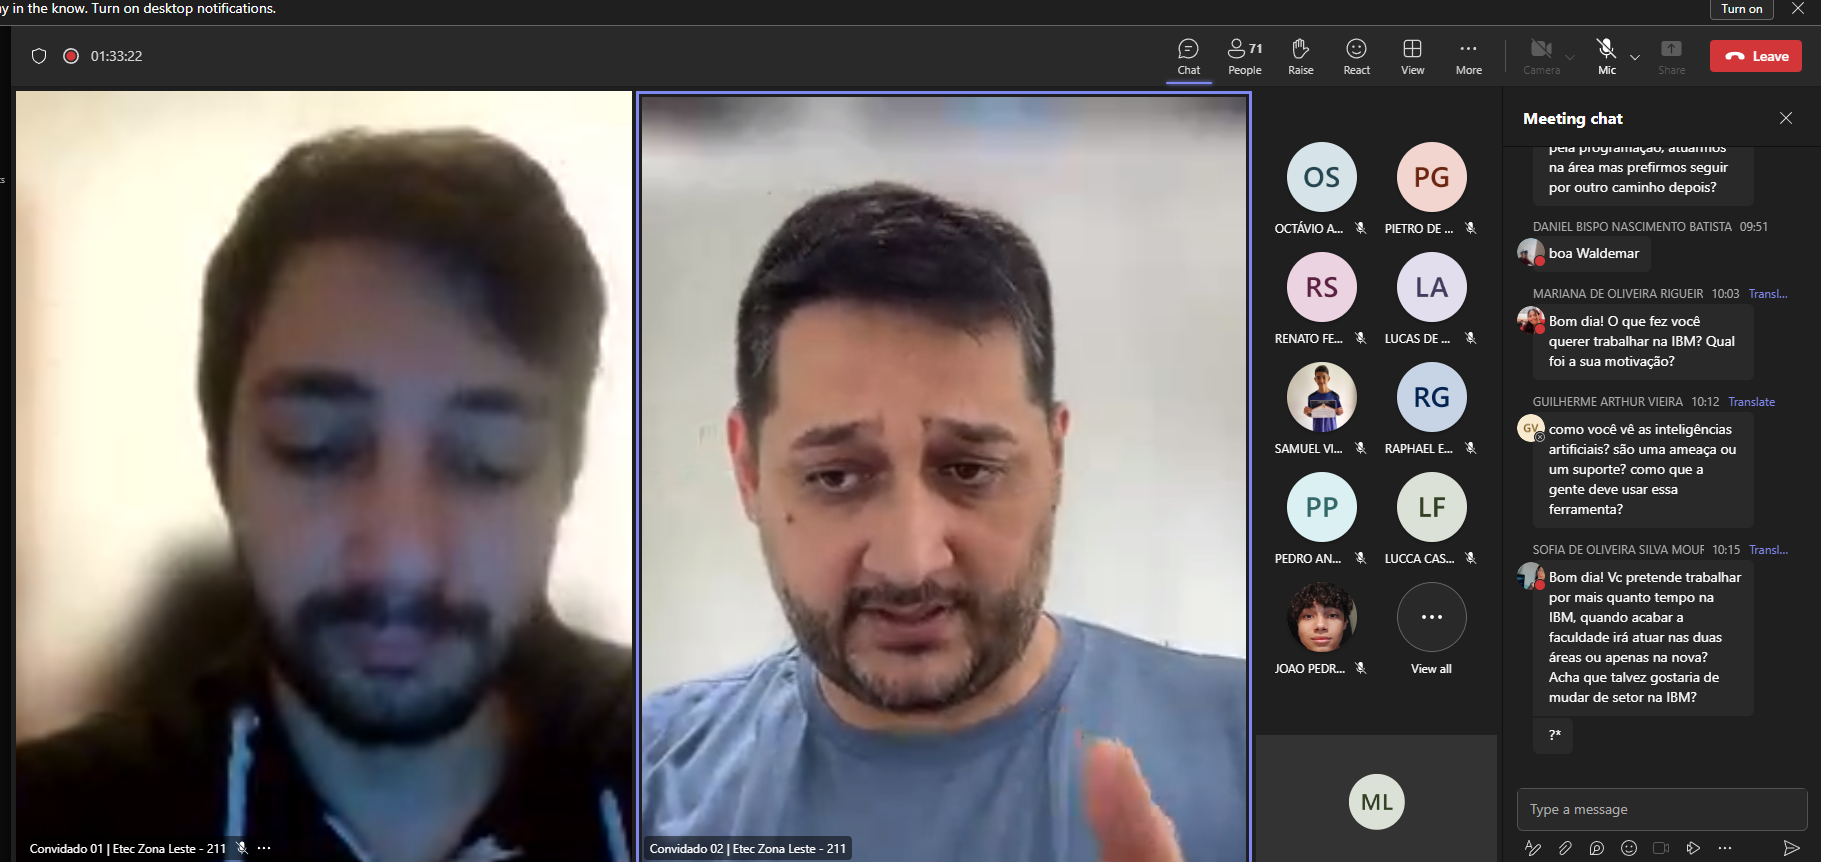 y in the know. Turn on desktop notifications.
Turn on
01:33:22
Chat
71
People
Raise
React
View
More
Camera
Mic
Share
Leave
Convidado 01 | Etec Zona Leste - 211
Convidado 02 | Etec Zona Leste - 211
OS
OCTÁVIO A...
PG
PIETRO DE ...
RS
RENATO FE...
LA
LUCAS DE ...
SAMUEL VI...
RG
RAPHAEL E...
PP
PEDRO AN...
LF
LUCCA CAS...
JOAO PEDR...
View all
ML
Meeting chat
pela programação, atuarmos
na área mas prefirmos seguir
por outro caminho depois?
DANIEL BISPO NASCIMENTO BATISTA 09:51
boa Waldemar
MARIANA DE OLIVEIRA RIGUEIR 10:03 Transl...
Bom dia! O que fez você
querer trabalhar na IBM? Qual
foi a sua motivação?
GUILHERME ARTHUR VIEIRA 10:12 Translate
GV
como você vê as inteligências
artificiais? são uma ameaça ou
um suporte? como que a
gente deve usar essa
ferramenta?
SOFIA DE OLIVEIRA SILVA MOUF 10:15 Transl...
Bom dia! Vc pretende trabalhar
por mais quanto tempo na
IBM, quando acabar a
faculdade irá atuar nas duas
áreas ou apenas na nova?
Acha que talvez gostaria de
mudar de setor na IBM?
?*
Type a message